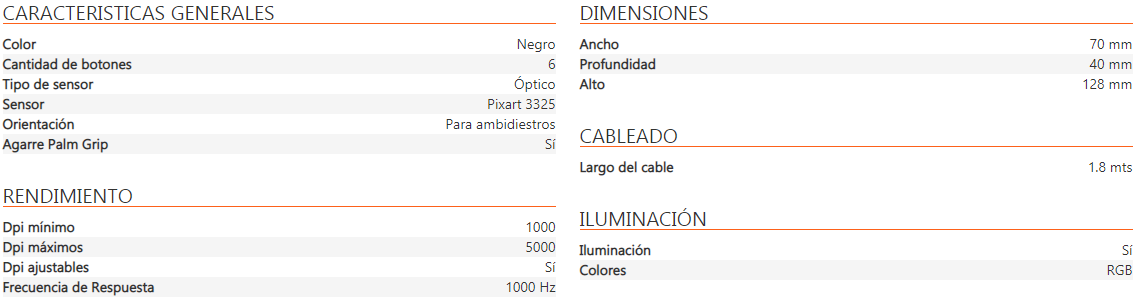 CARACTERISTICAS GENERALES
Color Negro
Cantidad de botones 6
Tipo de sensor Óptico
Sensor Pixart 3325
Orientación Para ambidiestros
Agarre Palm Grip Sí
RENDIMIENTO
Dpi mínimo 1000
Dpi máximos 5000
Dpi ajustables Sí
Frecuencia de Respuesta 1000 Hz
DIMENSIONES
Ancho 70 mm
Profundidad 40 mm
Alto 128 mm
CABLEADO
Largo del cable 1.8 mts
ILUMINACIÓN
Iluminación Sí
Colores RGB